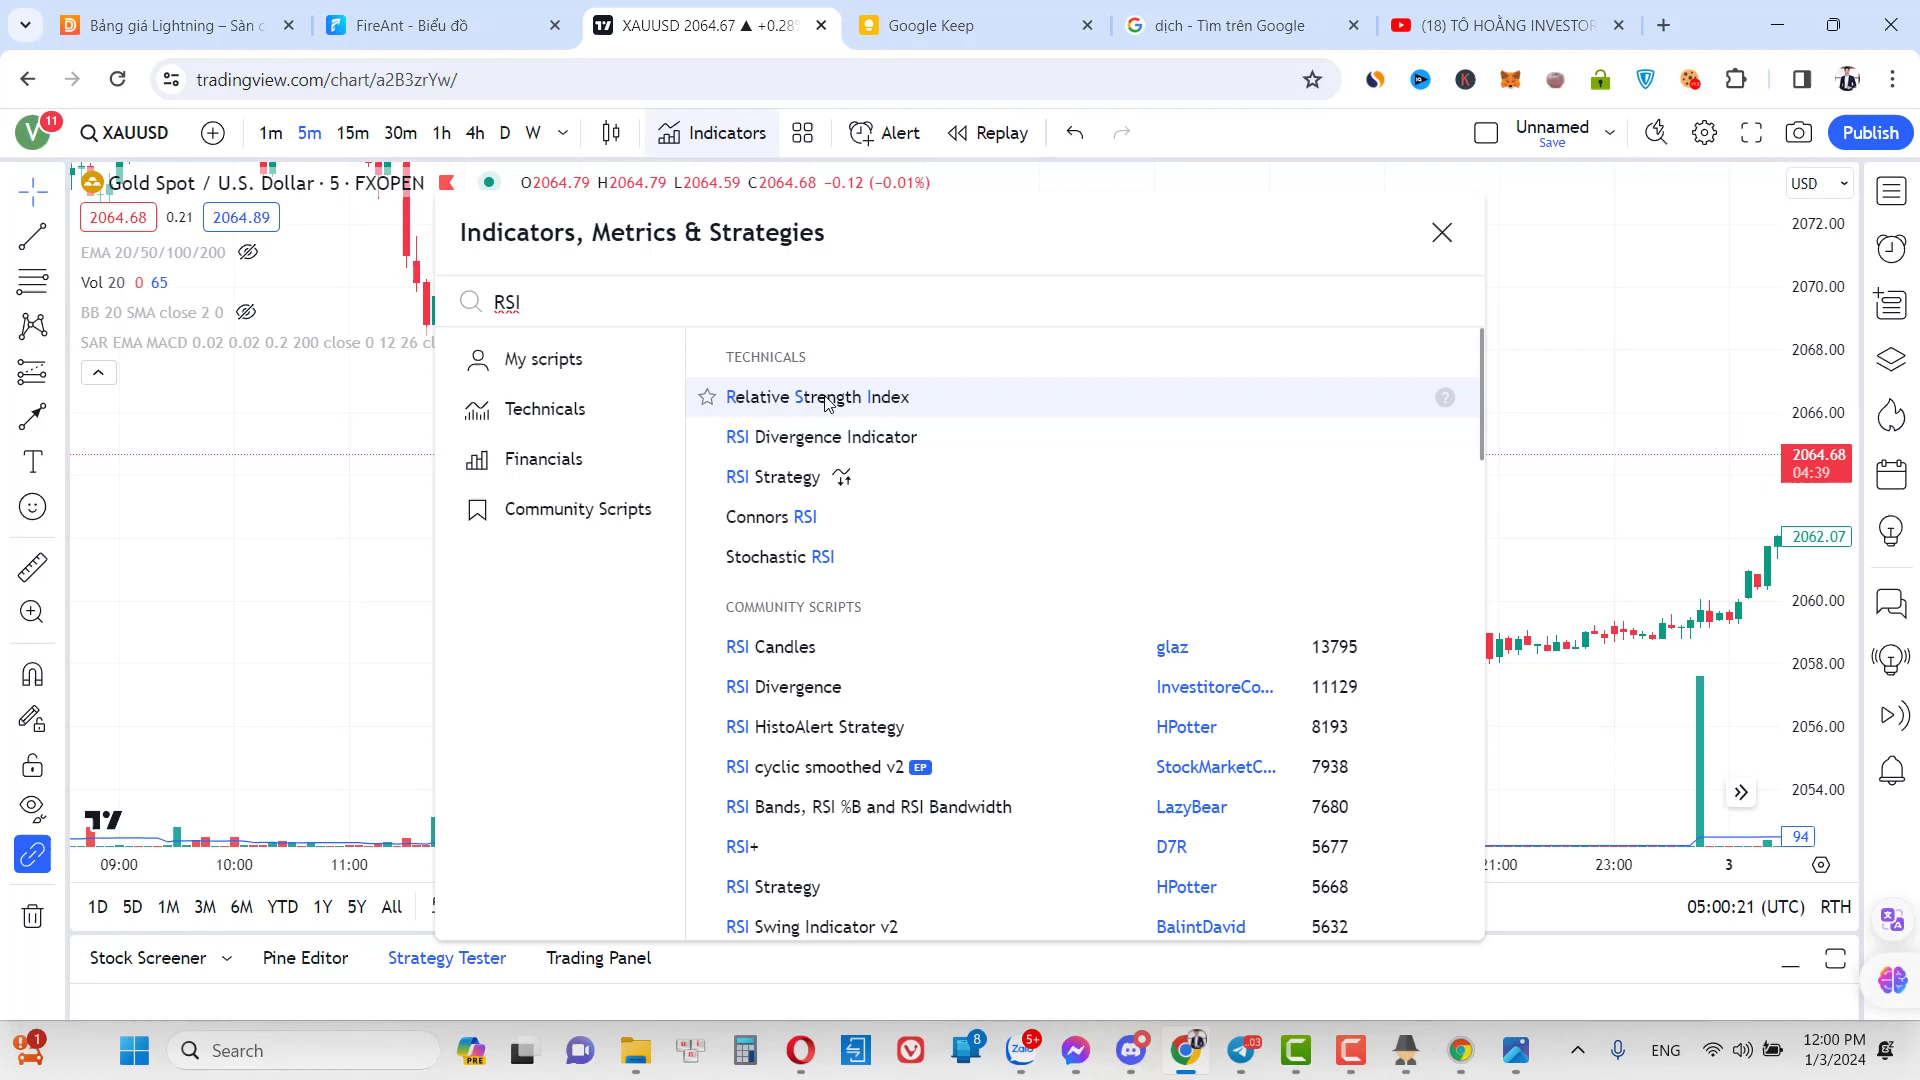 Bảng giá Lightning – Sàn c
FireAnt - Biểu đồ
XAUUSD 2064.67 ▲ +0.28%
Google Keep
dịch - Tìm trên Google
(18) TÔ HOẰNG INVESTOR
tradingview.com/chart/a2B3zrYw/
V
11
XAUUSD
1m 5m 15m 30m 1h 4h D W
Indicators
Alert
Replay
Unnamed
Save
Publish
Gold Spot / U.S. Dollar · 5 · FXOPEN
O2064.79 H2064.79 L2064.59 C2064.68 −0.12 (−0.01%)
USD
2064.68 0.21 2064.89
EMA 20/50/100/200
Vol 20 0 65
BB 20 SMA close 2 0
SAR EMA MACD 0.02 0.02 0.2 200 close 0 12 26 cl
Indicators, Metrics & Strategies
RSI
My scripts
Technicals
Financials
Community Scripts
TECHNICALS
Relative Strength Index
RSI Divergence Indicator
RSI Strategy
Connors RSI
Stochastic RSI
COMMUNITY SCRIPTS
RSI Candles glaz 13795
RSI Divergence InvestitoreCo... 11129
RSI HistoAlert Strategy HPotter 8193
RSI cyclic smoothed v2 EP StockMarketC... 7938
RSI Bands, RSI %B and RSI Bandwidth LazyBear 7680
RSI+ D7R 5677
RSI Strategy HPotter 5668
RSI Swing Indicator v2 BalintDavid 5632
2072.00
2070.00
2068.00
2066.00
2064.68
04:39
2062.07
2060.00
2058.00
2056.00
2054.00
94
09:00 10:00 11:00
21:00 23:00 3
1D 5D 1M 3M 6M YTD 1Y 5Y All
05:00:21 (UTC) RTH
Stock Screener
Pine Editor
Strategy Tester
Trading Panel
1
Search
PRE
8
Zalo
5+
.03
ENG
12:00 PM
1/3/2024